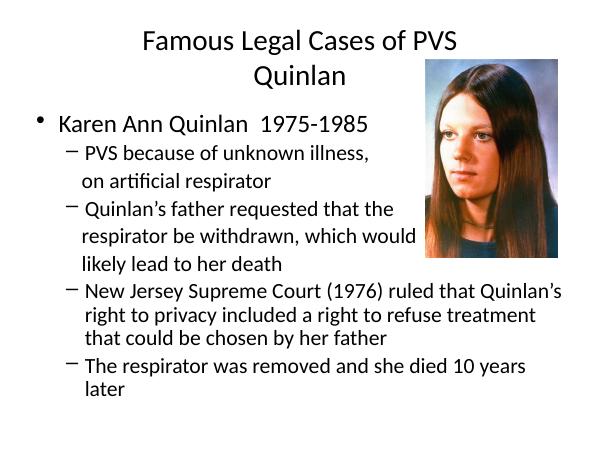 Famous Legal Cases of PVS
Quinlan
• Karen Ann Quinlan  1975-1985
– PVS because of unknown illness,
on artificial respirator
– Quinlan’s father requested that the
respirator be withdrawn, which would
likely lead to her death
– New Jersey Supreme Court (1976) ruled that Quinlan’s
right to privacy included a right to refuse treatment
that could be chosen by her father
– The respirator was removed and she died 10 years
later